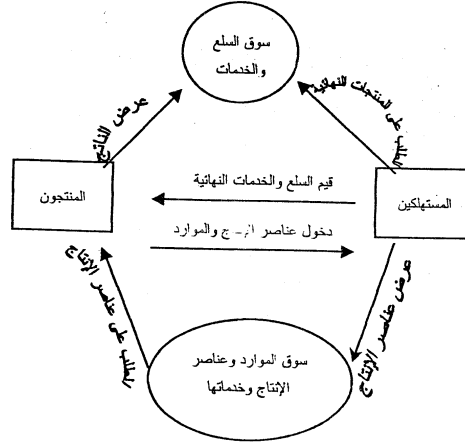 سوق السلع
والخدمات
عرض الناتج
الطلب على المنتجات النهائية
المنتجون
قيم السلع والخدمات النهائية
المستهلكين
دخول عناصر والموارد
الطلب على عناصر الإنتاج
عرض عناصر الإنتاج
سوق الموارد وعناصر
الإنتاج وخدماتها